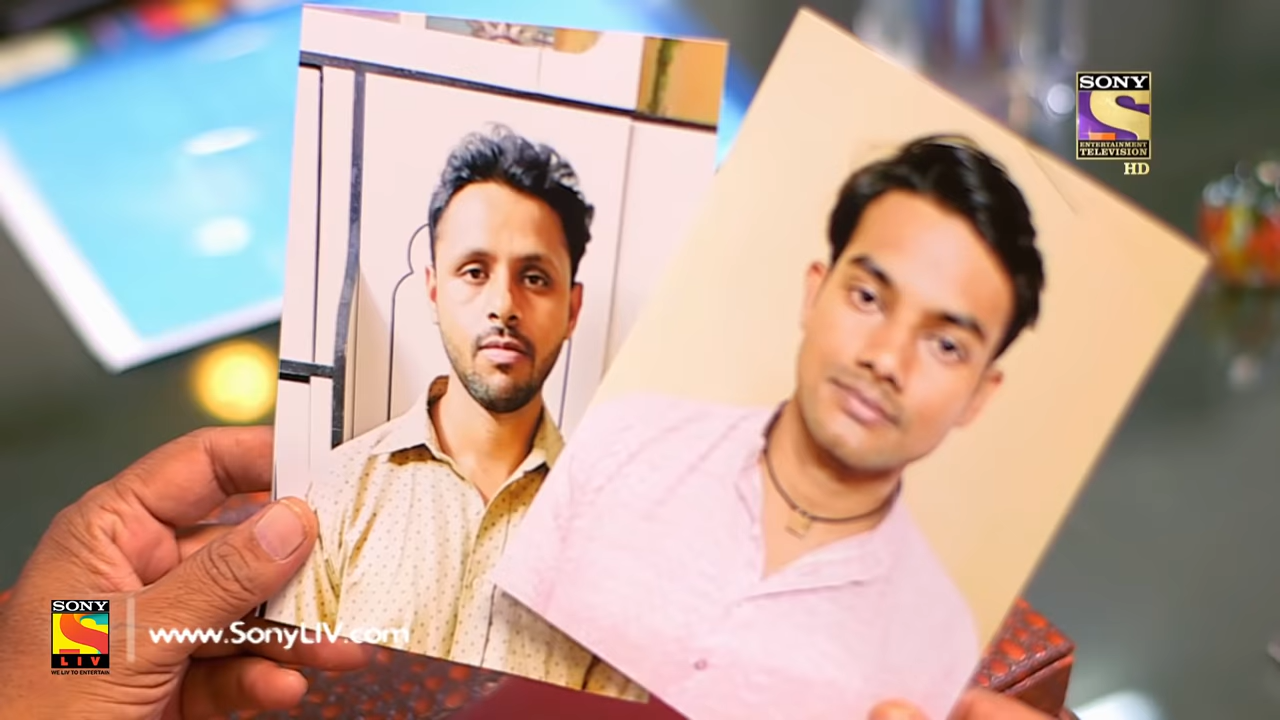 SONY
ENTERTAINMENT
TELEVISION
HD
SONY
LIV
WE LIV TO ENTERTAIN
www.SonyLIV.com